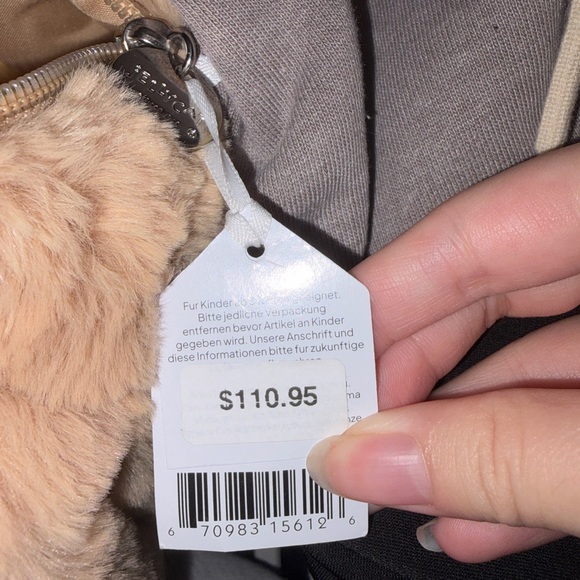 Fur Kinder
Bitte jedliche Verpackung
entfernen bevor Artikel an Kinder
gegeben wird. Unsere Anschrift und
diese Informationen bitte fur zukunftige
$110.95
6 70983 15612 6